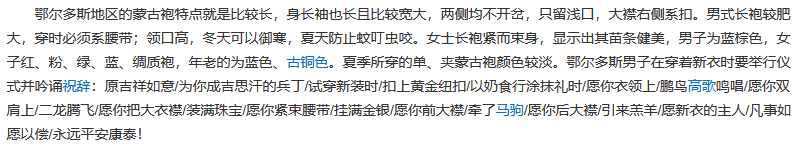 鄂尔多斯地区的蒙古袍特点就是比较长，身长袖也长且比较宽大，两侧均不开岔，只留浅口，大襟右侧系扣。男式长袍较肥
大，穿时必须系腰带；领口高，冬天可以御寒，夏天防止蚊叮虫咬。女士长袍紧而束身，显示出其苗条健美，男子为蓝棕色，女
子红、粉、绿、蓝、绸质袍，年老的为蓝色、古铜色。夏季所穿的单、夹蒙古袍颜色较淡。鄂尔多斯男子在穿着新衣时要举行仪
式并吟诵祝辞：原吉祥如意/为你成吉思汗的兵丁/试穿新装时/扣上黄金纽扣/以奶食行涂抹礼时/愿你衣领上/鹏鸟高歌鸣唱/愿你双
肩上/二龙腾飞/愿你把大衣襟/装满珠宝/愿你紧束腰带/挂满金银/愿你前大襟/牵了马驹/愿你后大襟/引来羔羊/愿新衣的主人/凡事如
愿以偿/永远平安康泰！